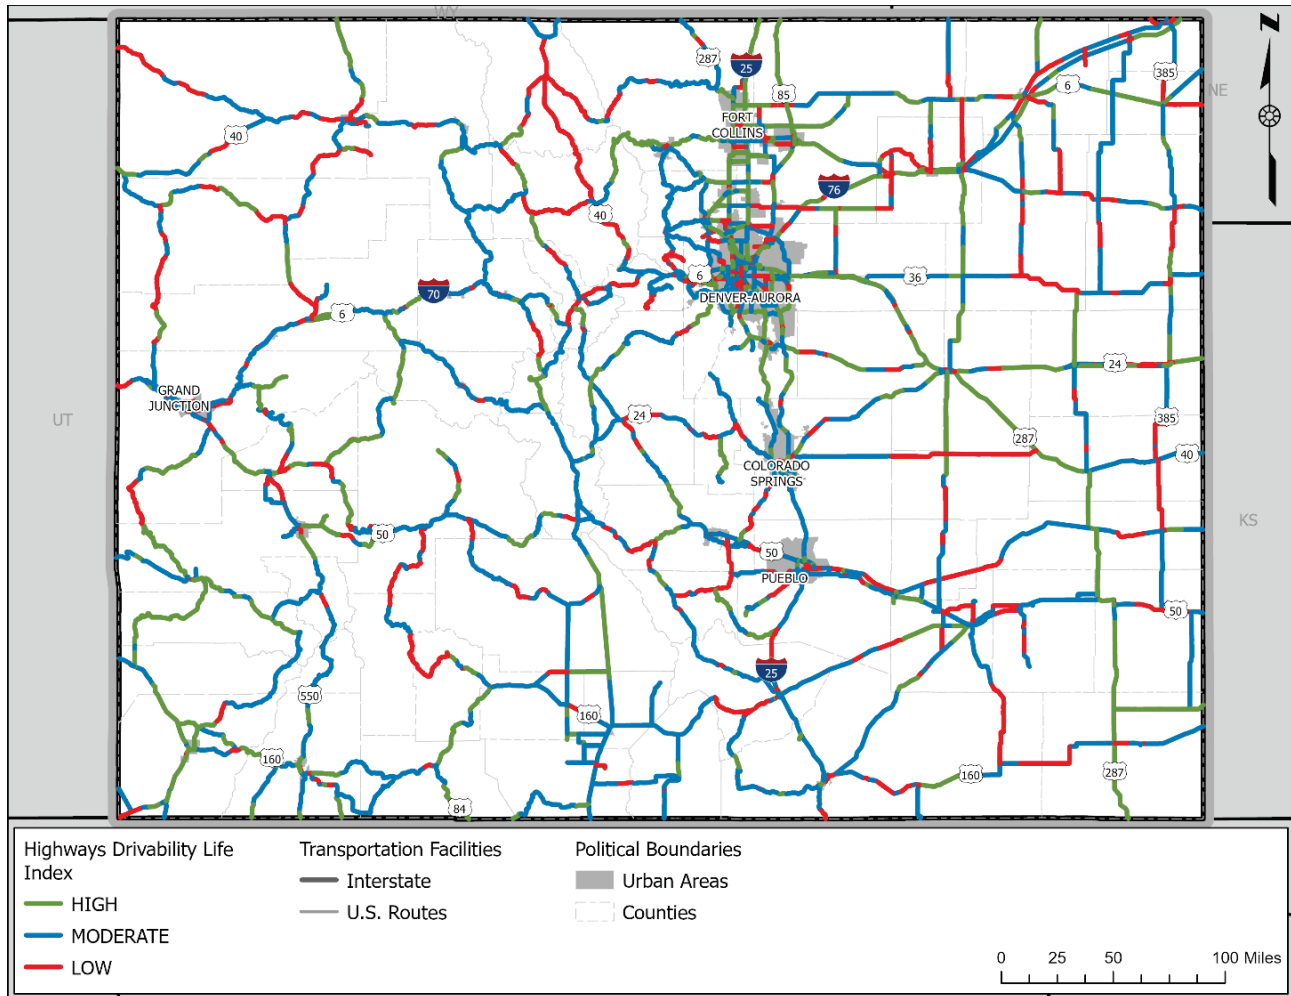 WY
287
25
85
385
6
NE
N
FORT
COLLINS
40
76
40
6
36
70
DENVER-AURORA
6
24
GRAND
JUNCTION
24
385
UT
287
40
COLORADO
SPRINGS
KS
50
50
PUEBLO
50
25
550
160
160
160
287
84
Highways Drivability Life
Index
HIGH
MODERATE
LOW
Transportation Facilities
Interstate
U.S. Routes
Political Boundaries
Urban Areas
Counties
0 25 50 100 Miles